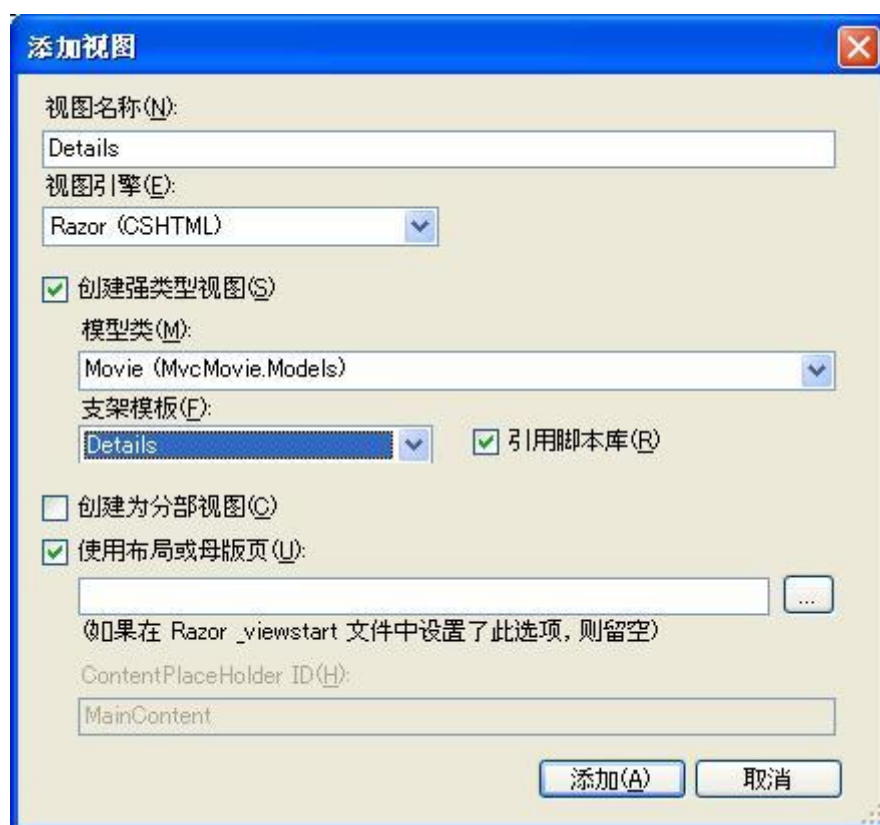 添加视图
视图名称(N):
Details
视图引擎(E):
Razor (CSHTML)
创建强类型视图(S)
模型类(M):
Movie (MvcMovie.Models)
支架模板(F):
Details
引用脚本库(R)
创建为分部视图(C)
使用布局或母版页(U):
...
(如果在 Razor _viewstart 文件中设置了此选项, 则留空)
ContentPlaceHolder ID(H):
MainContent
添加(A)
取消